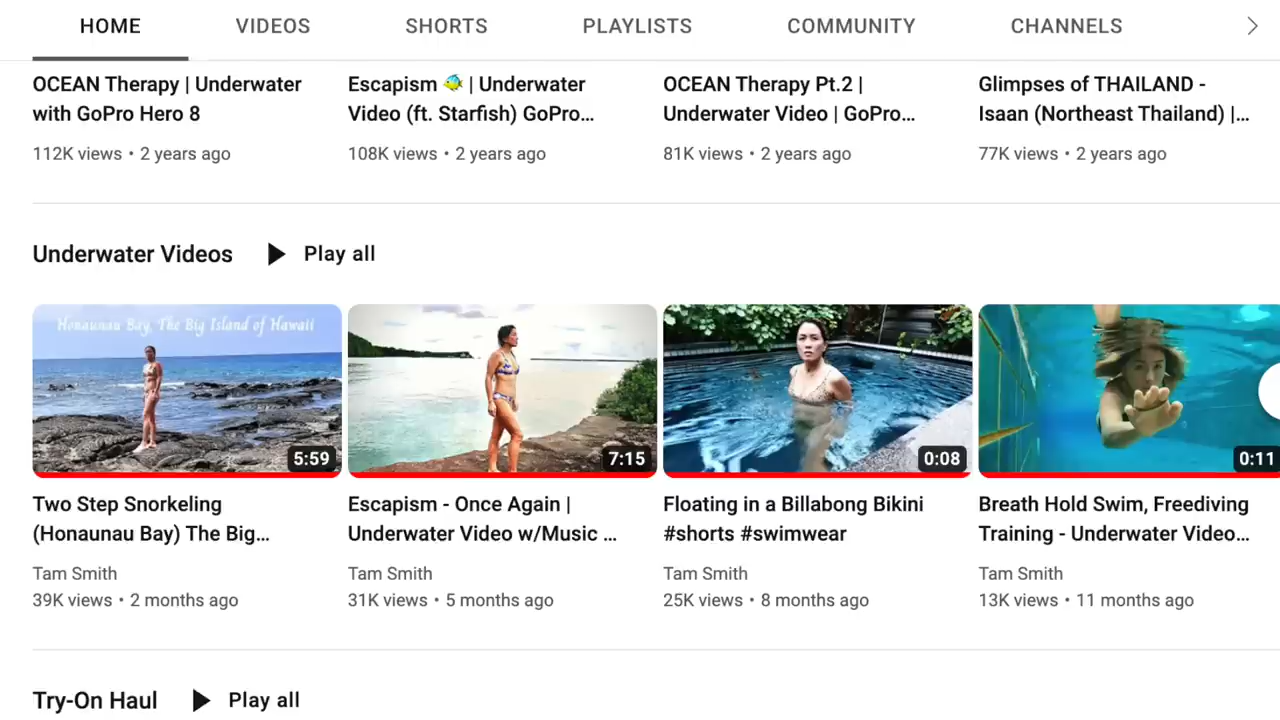 HOME VIDEOS SHORTS PLAYLISTS COMMUNITY CHANNELS
OCEAN Therapy | Underwater
with GoPro Hero 8
112K views • 2 years ago
Escapism 🐠 | Underwater
Video (ft. Starfish) GoPro...
108K views • 2 years ago
OCEAN Therapy Pt.2 |
Underwater Video | GoPro...
81K views • 2 years ago
Glimpses of THAILAND -
Isaan (Northeast Thailand) |...
77K views • 2 years ago
Underwater Videos Play all
Honaunau Bay, The Big Island of Hawaii
5:59
Two Step Snorkeling
(Honaunau Bay) The Big...
Tam Smith
39K views • 2 months ago
7:15
Escapism - Once Again |
Underwater Video w/Music ...
Tam Smith
31K views • 5 months ago
0:08
Floating in a Billabong Bikini
#shorts #swimwear
Tam Smith
25K views • 8 months ago
0:11
Breath Hold Swim, Freediving
Training - Underwater Video...
Tam Smith
13K views • 11 months ago
Try-On Haul Play all